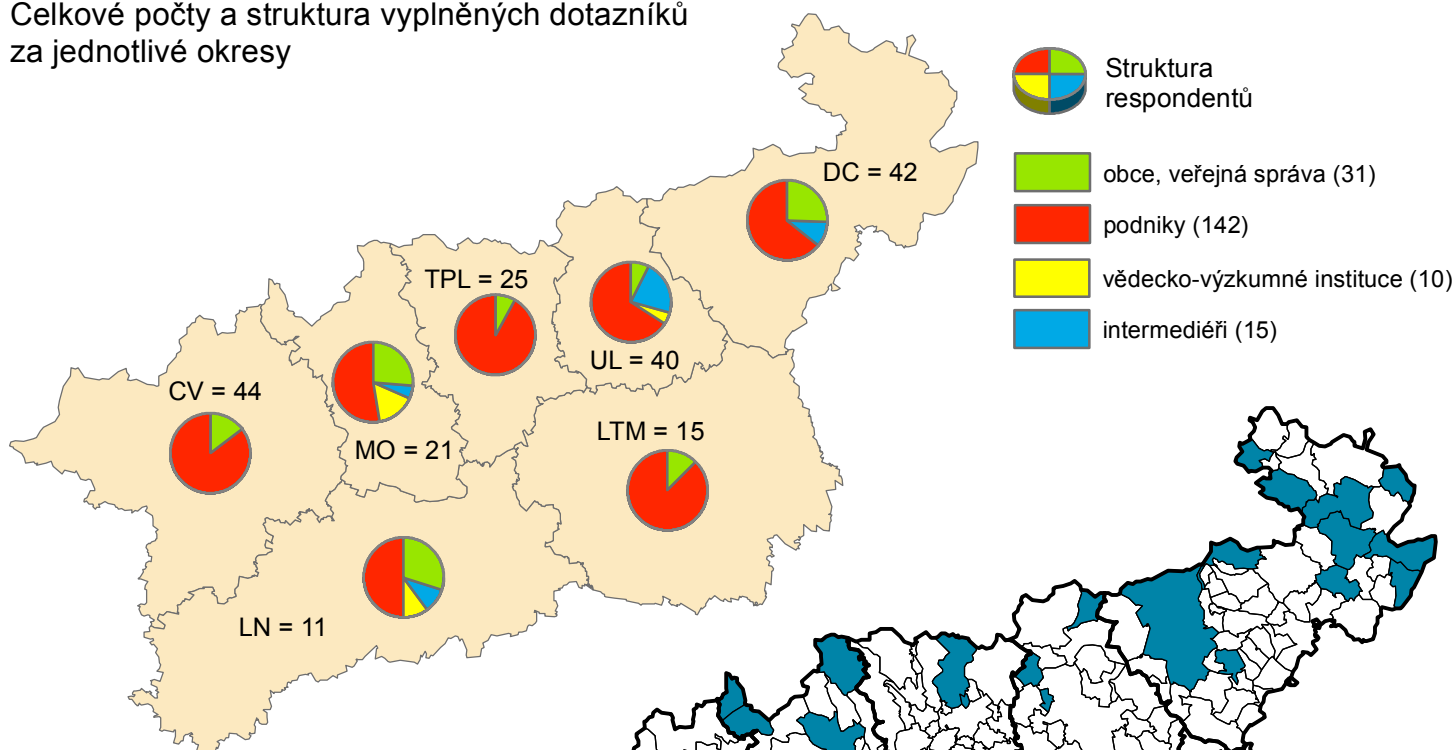 Celkové počty a struktura vyplněných dotazníků
za jednotlivé okresy
Struktura
respondentů
obce, veřejná správa (31)
podniky (142)
vědecko-výzkumné instituce (10)
intermediéři (15)
DC = 42
TPL = 25
UL = 40
CV = 44
MO = 21
LTM = 15
LN = 11